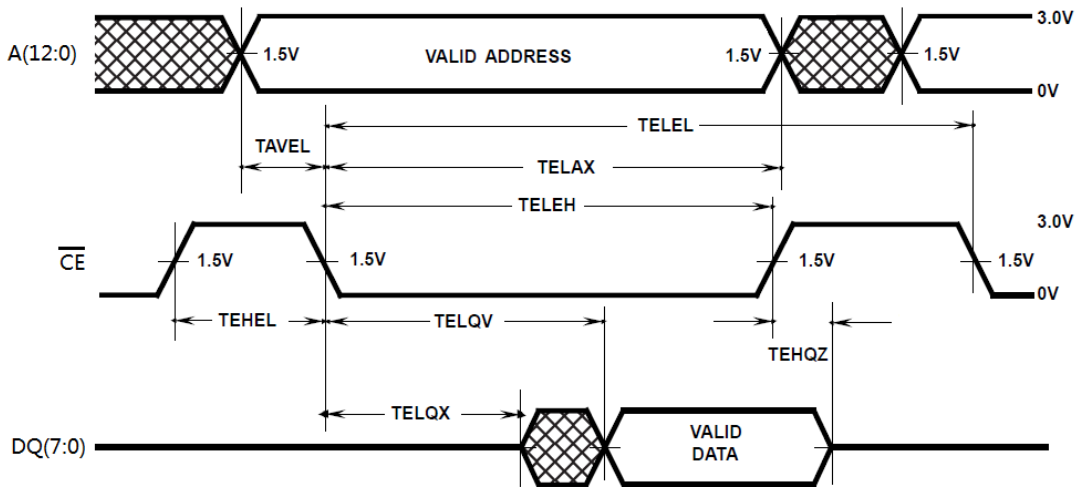 3.0V
A(12:0)
1.5V
VALID ADDRESS
1.5V
1.5V
0V
TELEL
TAVEL
TELAX
TELEH
3.0V
CE
1.5V
1.5V
1.5V
1.5V
0V
TEHEL
TELQV
TEHQZ
TELQX
DQ(7:0)
VALID
DATA